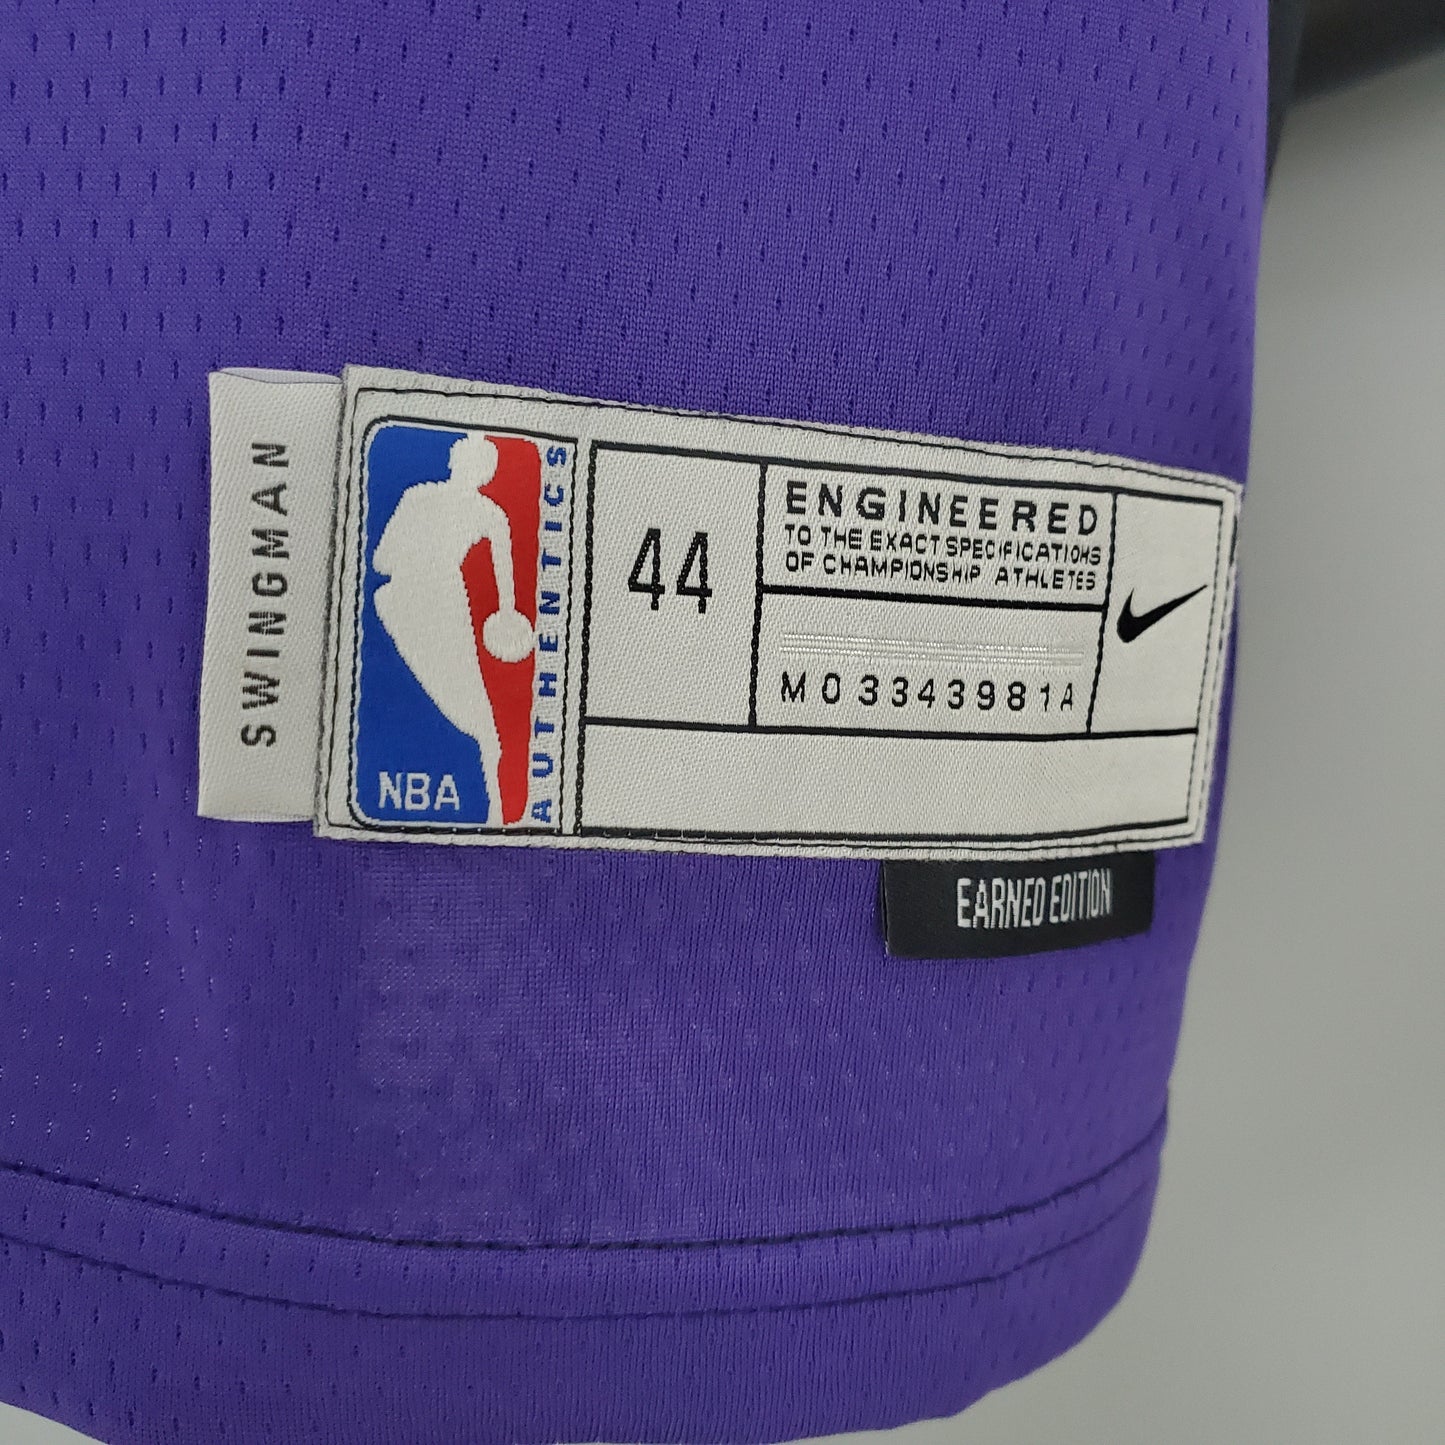 SWINGMAN
NBA
AUTHENTICS
44
ENGINEERED
TO THE EXACT SPECIFICATIONS
OF CHAMPIONSHIP ATHLETES
M03343981A
EARNED EDITION